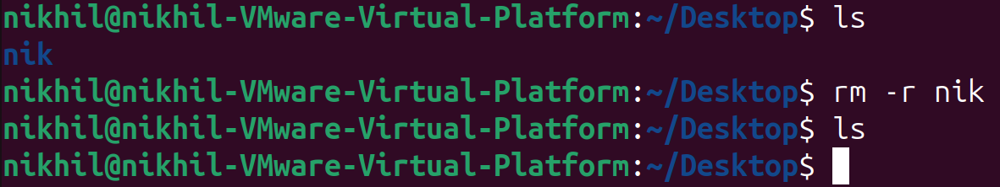 nikhil@nikhil-VMware-Virtual-Platform:~/Desktop$ ls
nik
nikhil@nikhil-VMware-Virtual-Platform:~/Desktop$ rm -r nik
nikhil@nikhil-VMware-Virtual-Platform:~/Desktop$ ls
nikhil@nikhil-VMware-Virtual-Platform:~/Desktop$